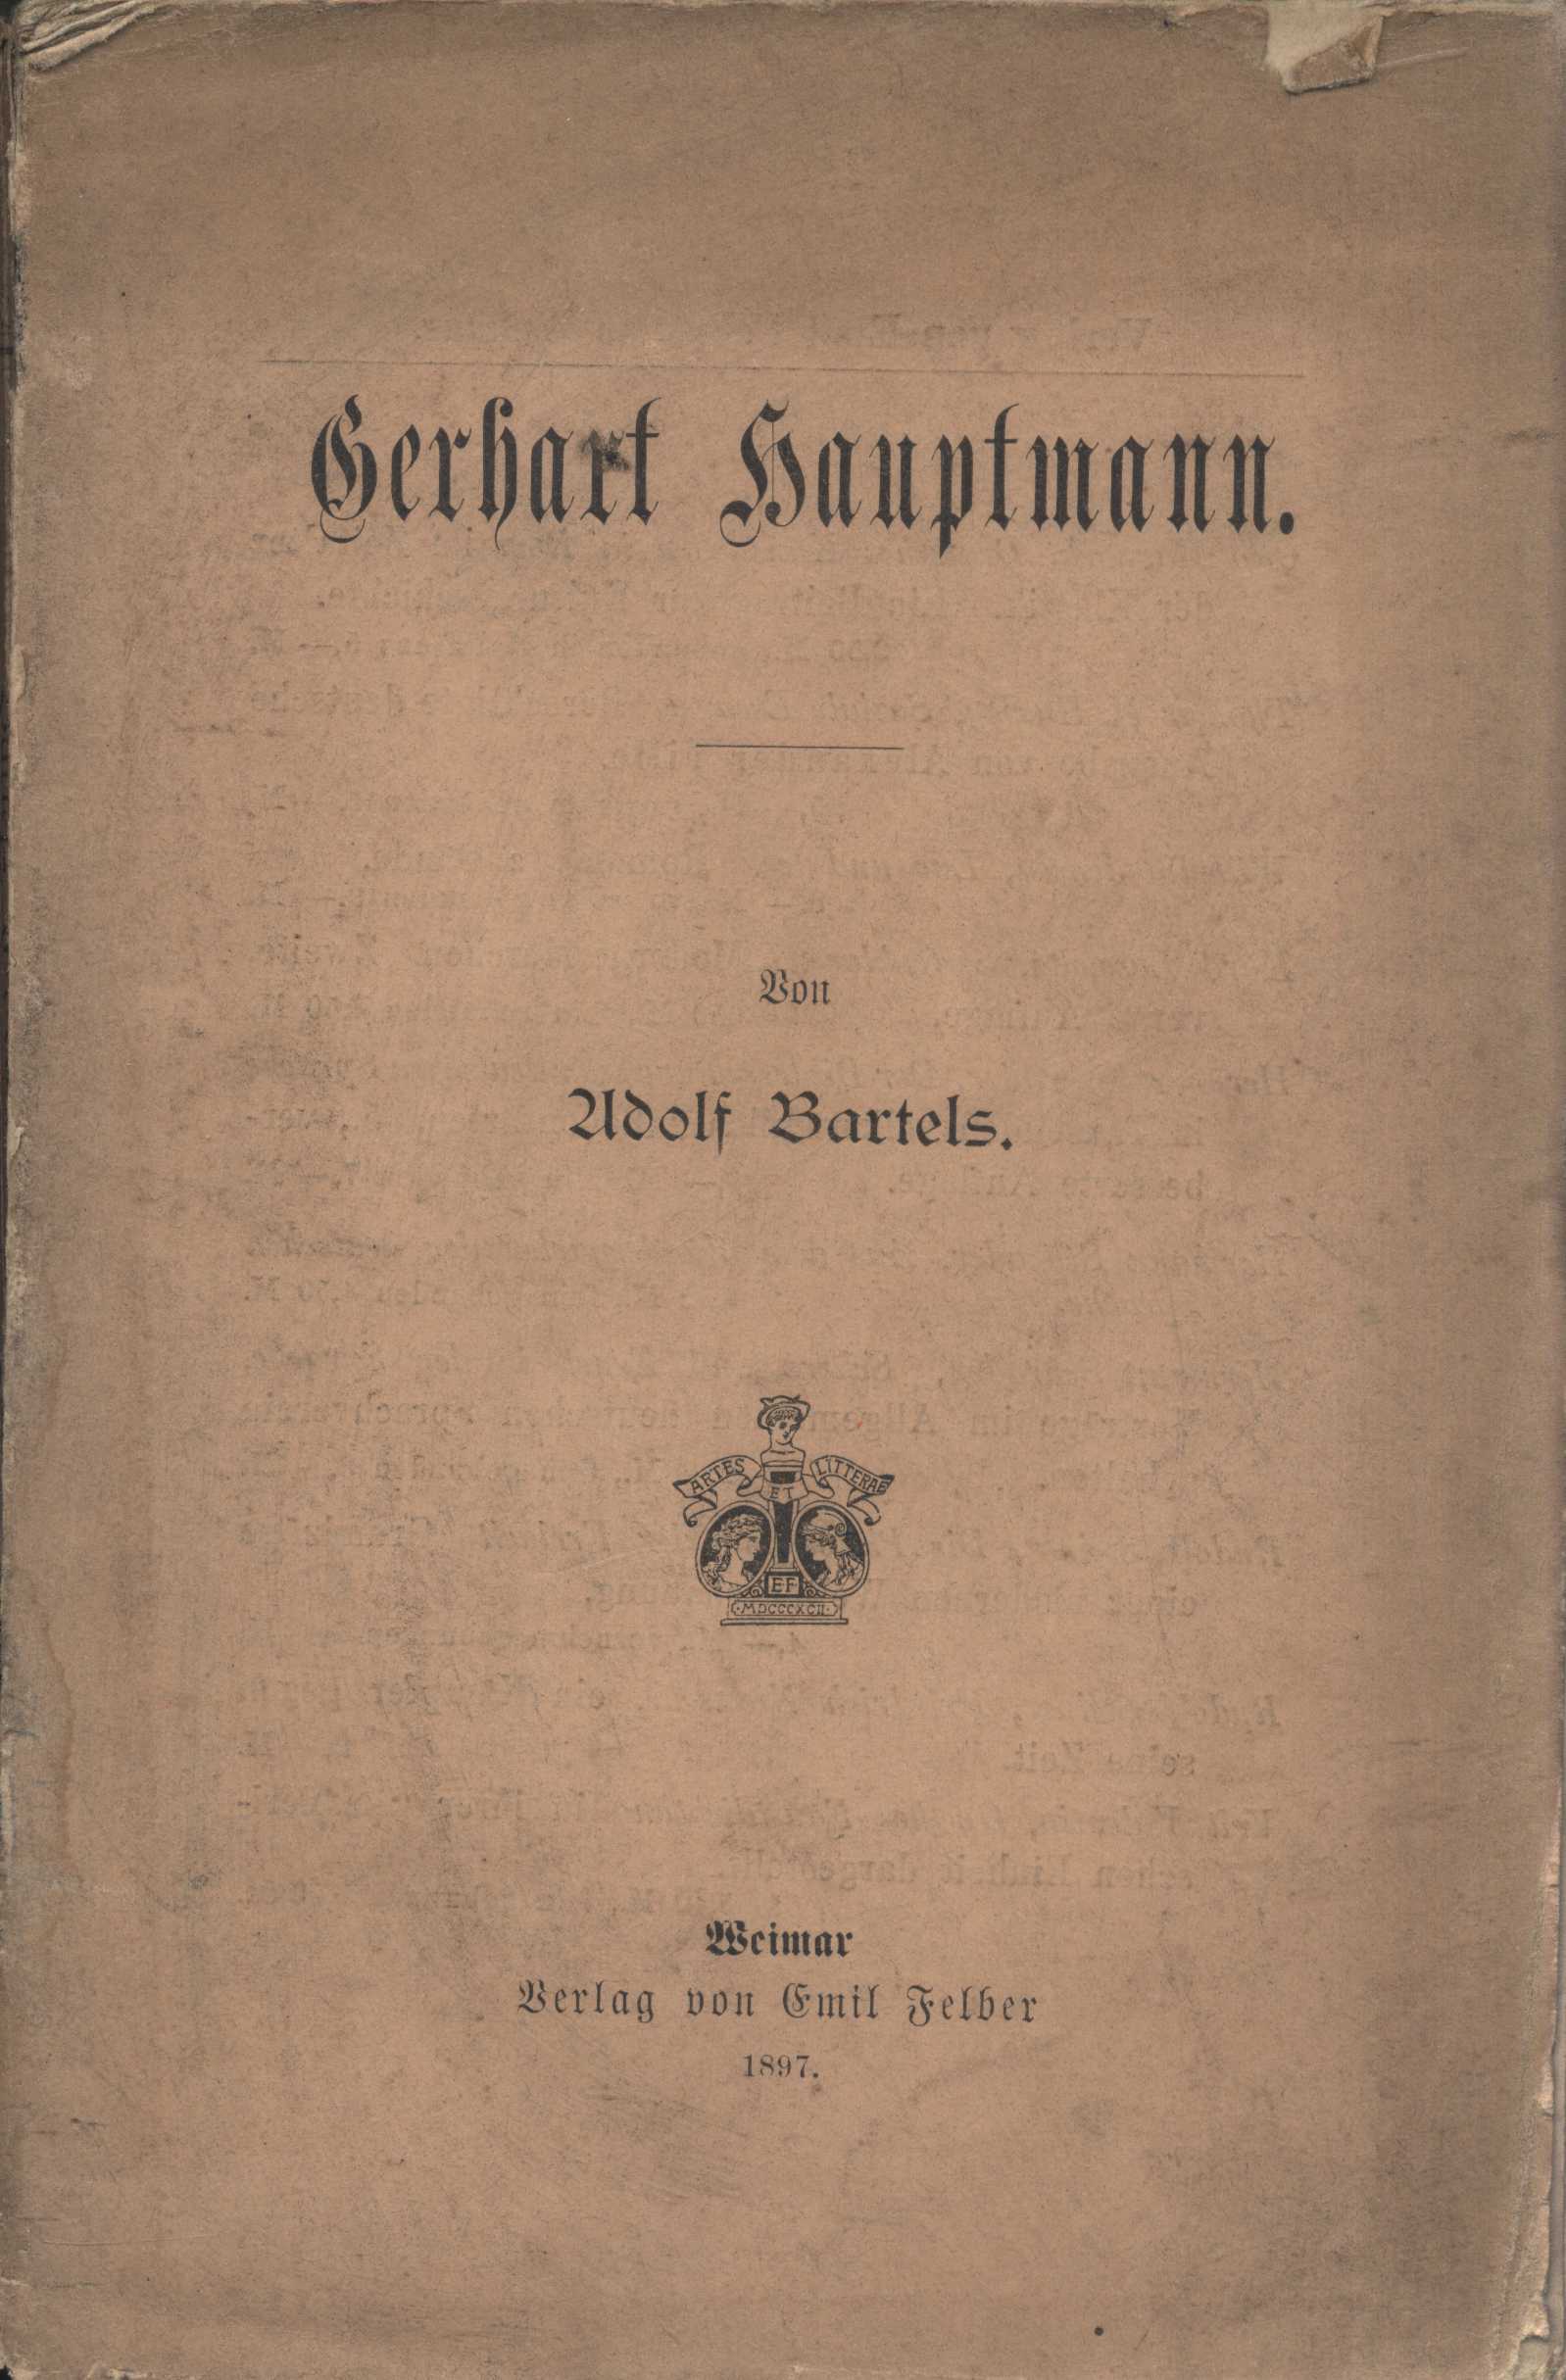 Gerhart Hauptmann.
Von
Adolf Bartels.
ARTES ET LITTERAE
EF
MDCCCXCII
Weimar
Verlag von Emil Felber
1897.